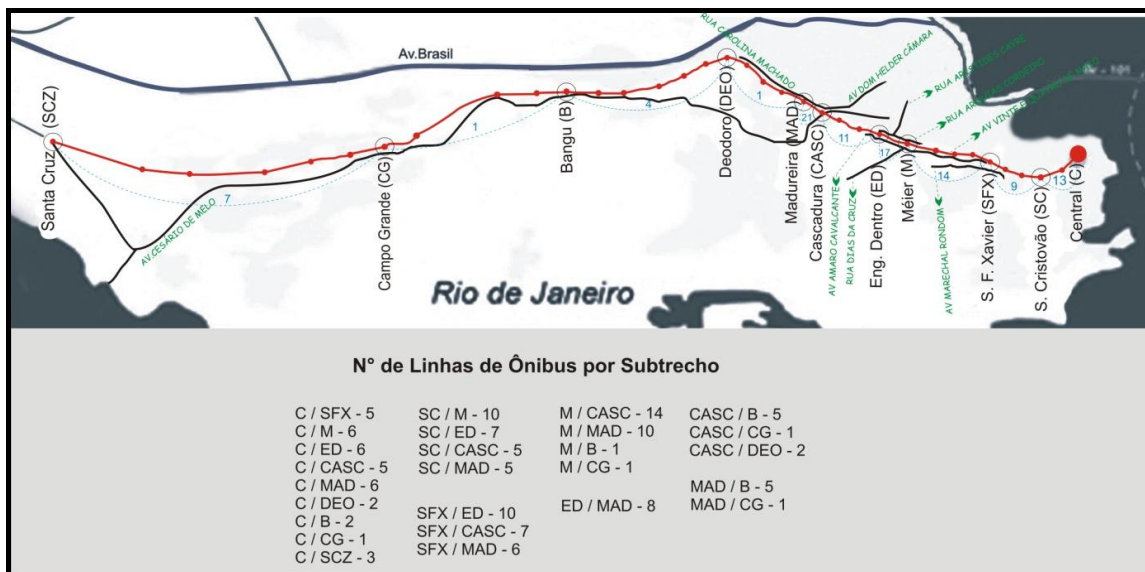 Av.Brasil
RUA CAROLINA MACHADO
AV DOM HÉLDER CÂMARA
Santa Cruz (SCZ)
7
AV.CESÁRIO DE MELO
Campo Grande (CG)
1
Bangu (B)
4
Deodoro (DEO)
1
Madureira (MAD)
21
Cascadura (CASC)
11
AV AMARO CAVALCANTE
RUA DIAS DA CRUZ
17
Eng. Dentro (ED)
Méier (M)
14
AV MARECHAL RONDOM
S. F. Xavier (SFX)
9
S. Cristovão (SC)
13
Central (C)
Rio de Janeiro
N° de Linhas de Ônibus por Subtrecho
C / SFX - 5
C / M - 6
C / ED - 6
C / CASC - 5
C / MAD - 6
C / DEO - 2
C / B - 2
C / CG - 1
C / SCZ - 3
SC / M - 10
SC / ED - 7
SC / CASC - 5
SC / MAD - 5
SFX / ED - 10
SFX / CASC - 7
SFX / MAD - 6
M / CASC - 14
M / MAD - 10
M / B - 1
M / CG - 1
ED / MAD - 8
CASC / B - 5
CASC / CG - 1
CASC / DEO - 2
MAD / B - 5
MAD / CG - 1